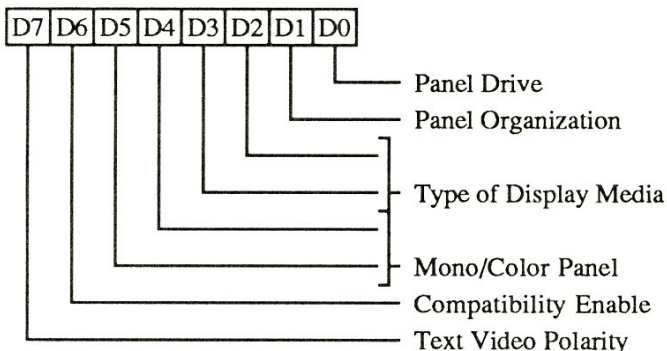 D7 D6 D5 D4 D3 D2 D1 D0
Panel Drive
Panel Organization
Type of Display Media
Mono/Color Panel
Compatibility Enable
Text Video Polarity